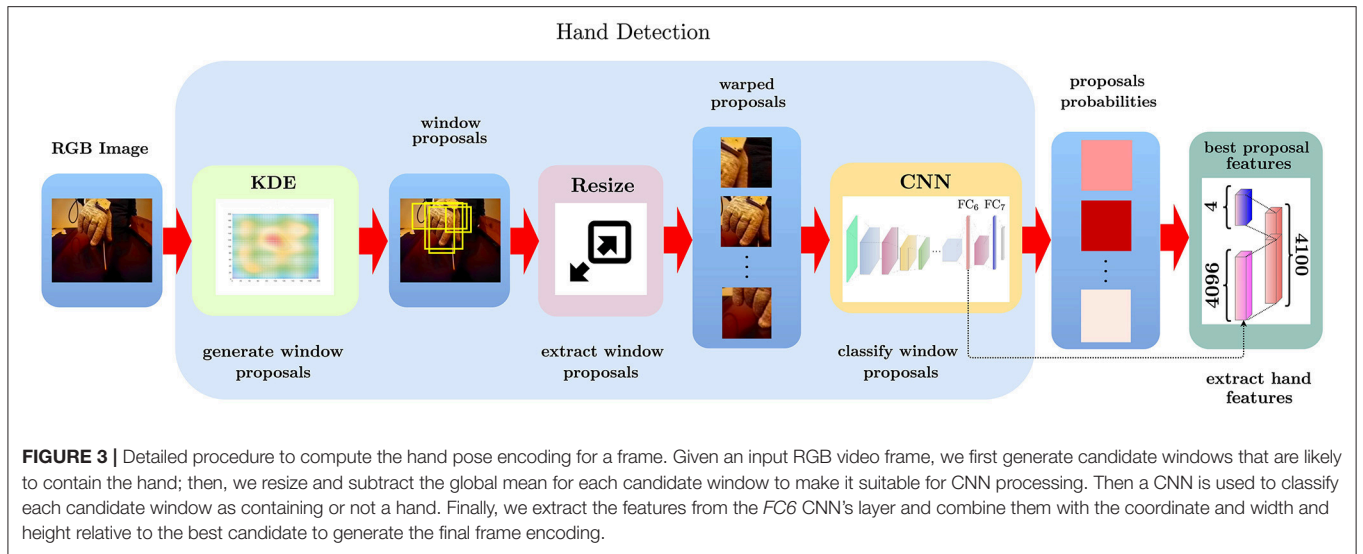 Hand Detection
RGB Image
KDE
generate window
proposals
window
proposals
Resize
extract window
proposals
warped
proposals
CNN
FC6 FC7
classify window
proposals
proposals
probabilities
best proposal
features
4
4096
4100
extract hand
features
FIGURE 3 | Detailed procedure to compute the hand pose encoding for a frame. Given an input RGB video frame, we first generate candidate windows that are likely
to contain the hand; then, we resize and subtract the global mean for each candidate window to make it suitable for CNN processing. Then a CNN is used to classify
each candidate window as containing or not a hand. Finally, we extract the features from the FC6 CNN's layer and combine them with the coordinate and width and
height relative to the best candidate to generate the final frame encoding.